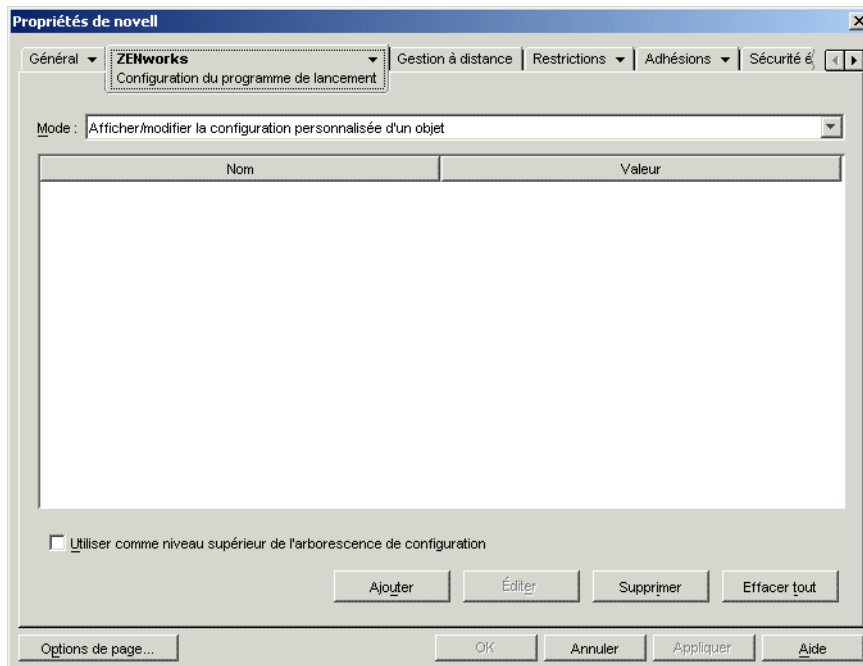 Propriétés de novell
Général
ZENworks
Configuration du programme de lancement
Gestion à distance
Restrictions
Adhésions
Sécurité é
Mode : Afficher/modifier la configuration personnalisée d'un objet
Nom Valeur
Utiliser comme niveau supérieur de l'arborescence de configuration
Ajouter Éditer Supprimer Effacer tout
Options de page... OK Annuler Appliquer Aide